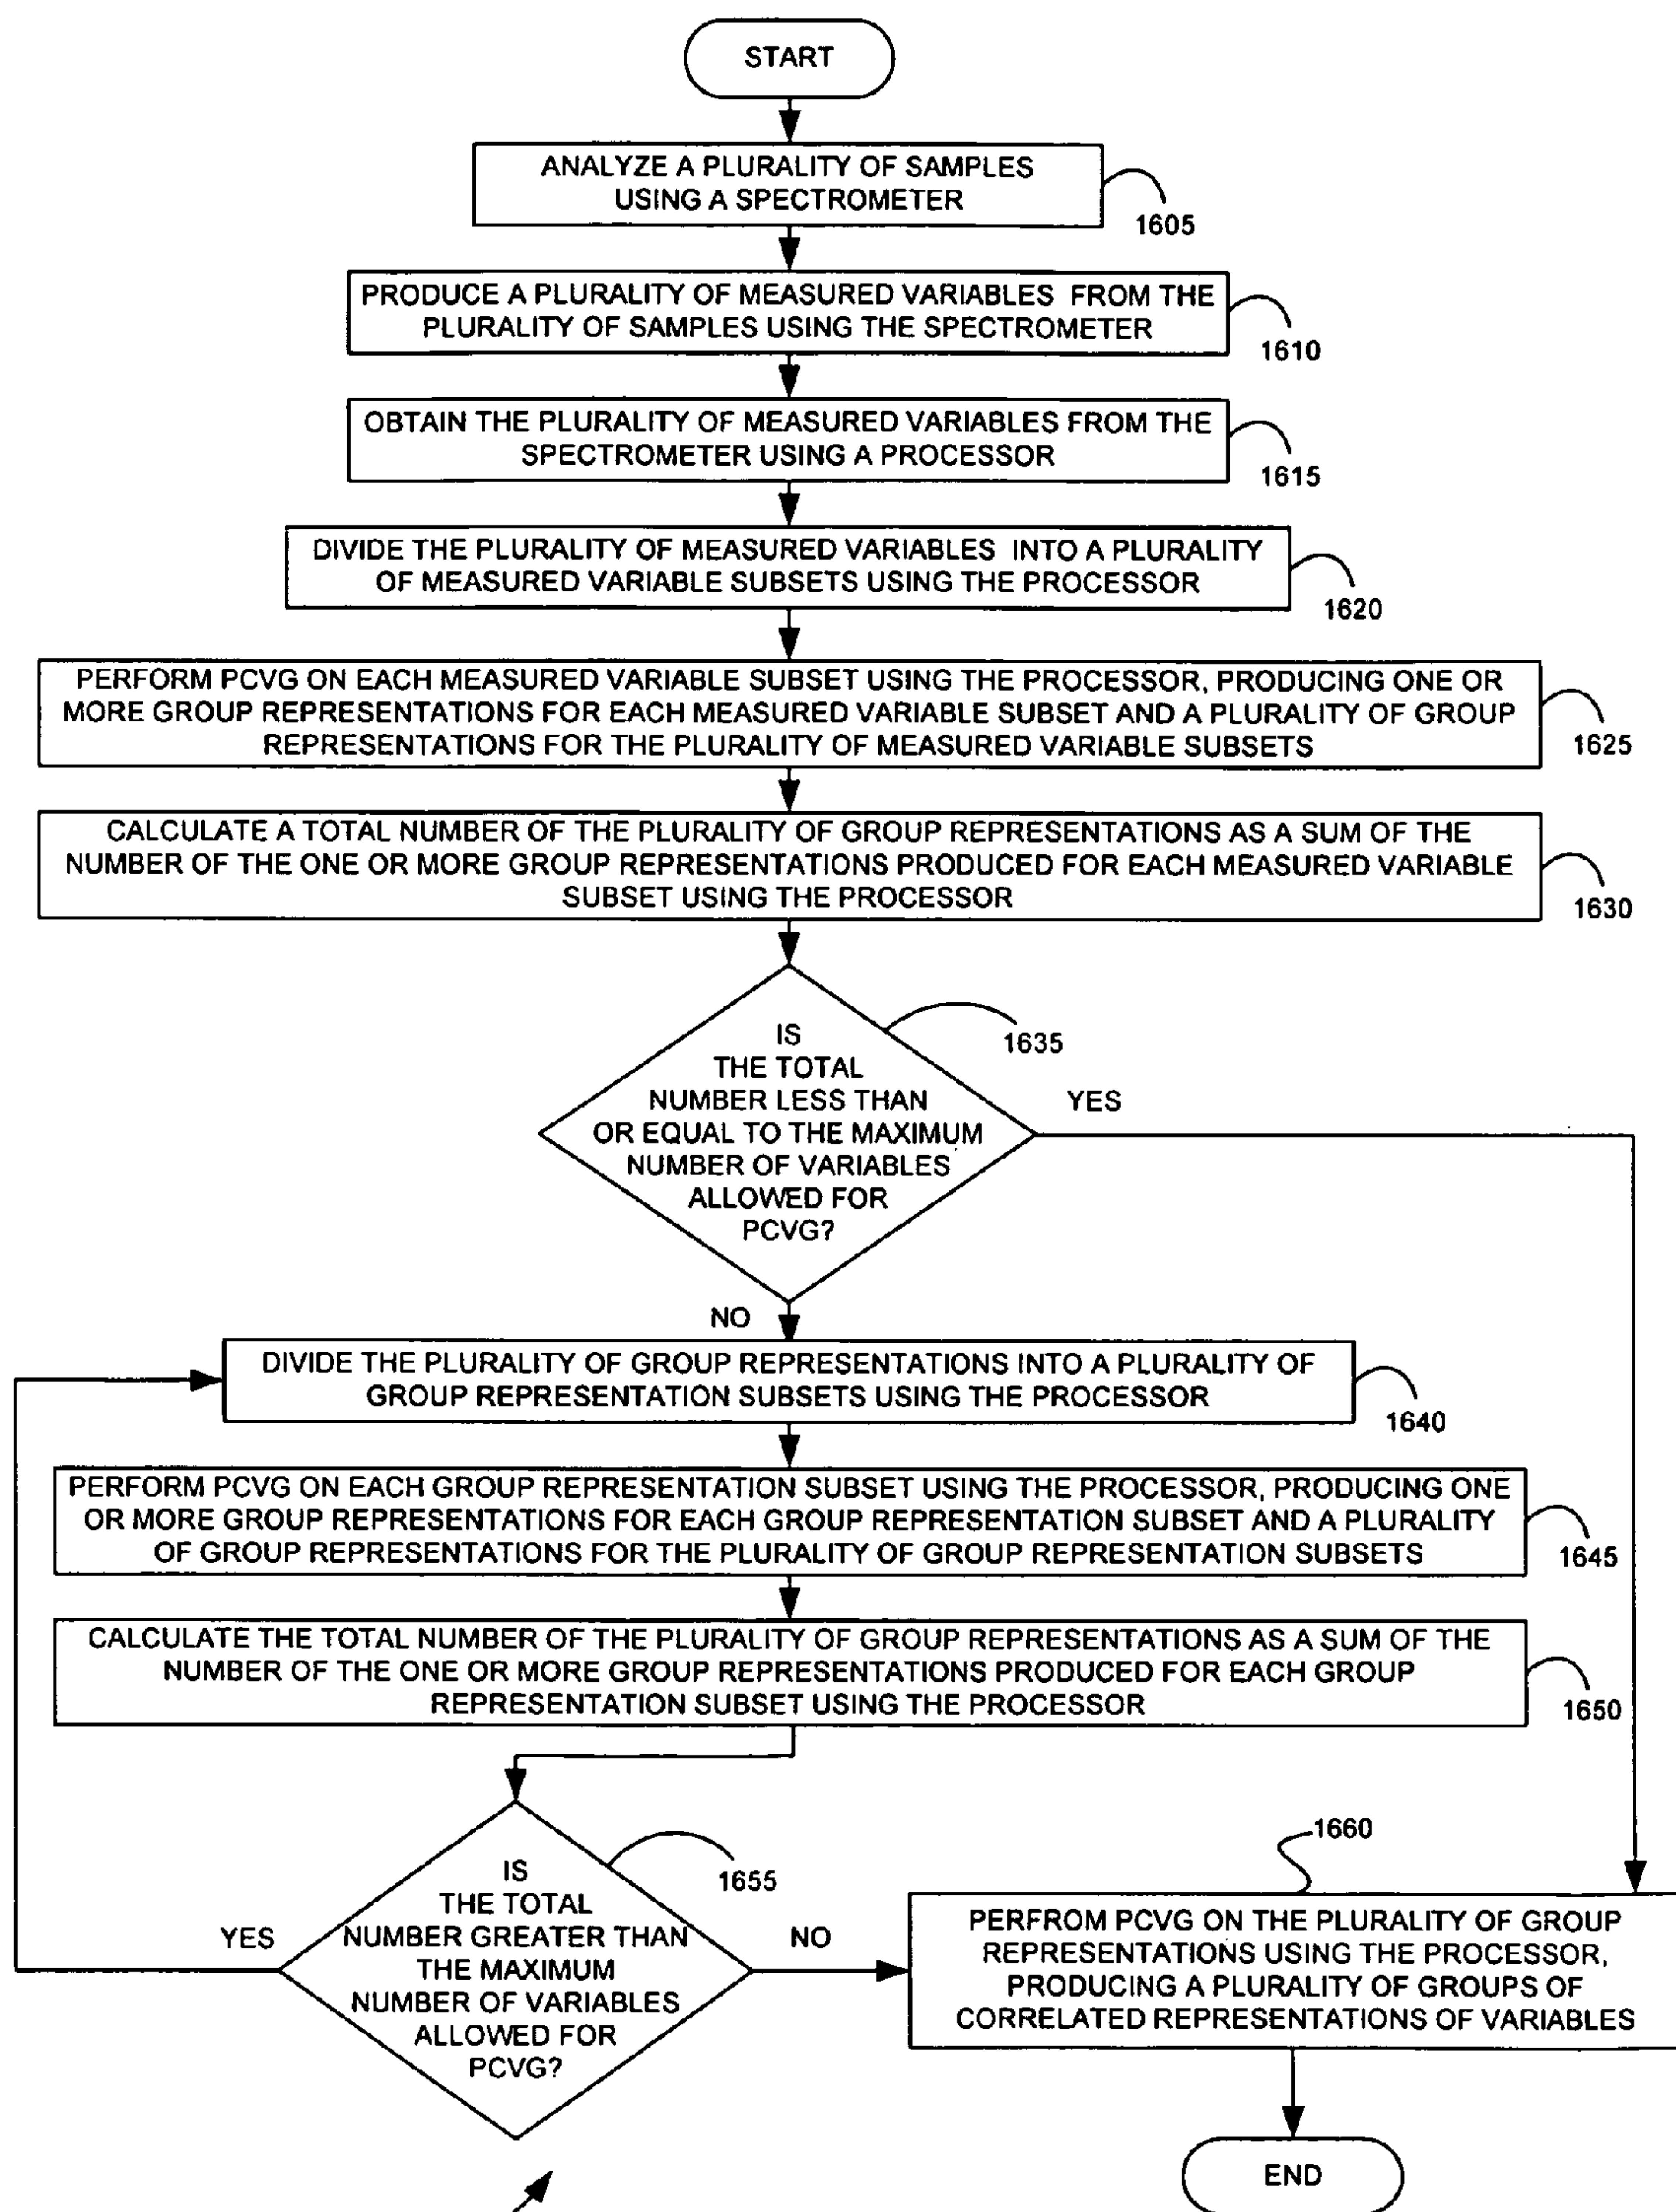 START
ANALYZE A PLURALITY OF SAMPLES
USING A SPECTROMETER
1605
PRODUCE A PLURALITY OF MEASURED VARIABLES FROM THE
PLURALITY OF SAMPLES USING THE SPECTROMETER
1610
OBTAIN THE PLURALITY OF MEASURED VARIABLES FROM THE
SPECTROMETER USING A PROCESSOR
1615
DIVIDE THE PLURALITY OF MEASURED VARIABLES INTO A PLURALITY
OF MEASURED VARIABLE SUBSETS USING THE PROCESSOR
1620
PERFORM PCVG ON EACH MEASURED VARIABLE SUBSET USING THE PROCESSOR, PRODUCING ONE OR
MORE GROUP REPRESENTATIONS FOR EACH MEASURED VARIABLE SUBSET AND A PLURALITY OF GROUP
REPRESENTATIONS FOR THE PLURALITY OF MEASURED VARIABLE SUBSETS
1625
CALCULATE A TOTAL NUMBER OF THE PLURALITY OF GROUP REPRESENTATIONS AS A SUM OF THE
NUMBER OF THE ONE OR MORE GROUP REPRESENTATIONS PRODUCED FOR EACH MEASURED VARIABLE
SUBSET USING THE PROCESSOR
1630
IS
THE TOTAL
NUMBER LESS THAN
OR EQUAL TO THE MAXIMUM
NUMBER OF VARIABLES
ALLOWED FOR
PCVG?
1635
YES
NO
DIVIDE THE PLURALITY OF GROUP REPRESENTATIONS INTO A PLURALITY OF
GROUP REPRESENTATION SUBSETS USING THE PROCESSOR
1640
PERFORM PCVG ON EACH GROUP REPRESENTATION SUBSET USING THE PROCESSOR, PRODUCING ONE
OR MORE GROUP REPRESENTATIONS FOR EACH GROUP REPRESENTATION SUBSET AND A PLURALITY
OF GROUP REPRESENTATIONS FOR THE PLURALITY OF GROUP REPRESENTATION SUBSETS
1645
CALCULATE THE TOTAL NUMBER OF THE PLURALITY OF GROUP REPRESENTATIONS AS A SUM OF THE
NUMBER OF THE ONE OR MORE GROUP REPRESENTATIONS PRODUCED FOR EACH GROUP
REPRESENTATION SUBSET USING THE PROCESSOR
1650
IS
THE TOTAL
NUMBER GREATER THAN
THE MAXIMUM
NUMBER OF VARIABLES
ALLOWED FOR
PCVG?
1655
YES
NO
1660
PERFROM PCVG ON THE PLURALITY OF GROUP
REPRESENTATIONS USING THE PROCESSOR,
PRODUCING A PLURALITY OF GROUPS OF
CORRELATED REPRESENTATIONS OF VARIABLES
END